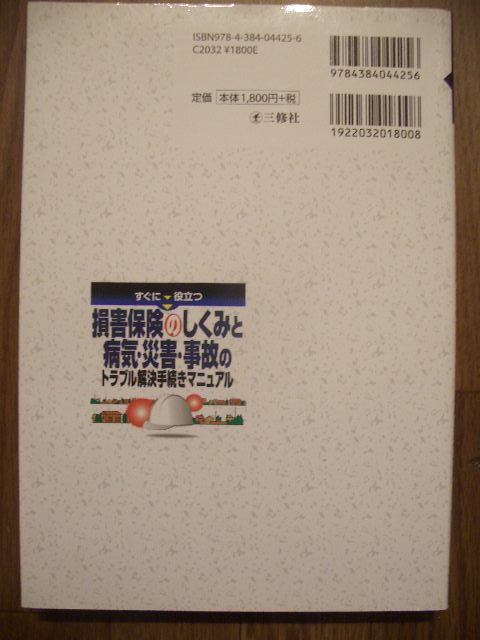 ISBN978-4-384-04425-6
C2032 ¥1800E
9784384044256
定価 本体1,800円+税
三修社
1922032018008
すぐに役立つ
損害保険のしくみと
病気・災害・事故の
トラブル解決手続きマニュアル